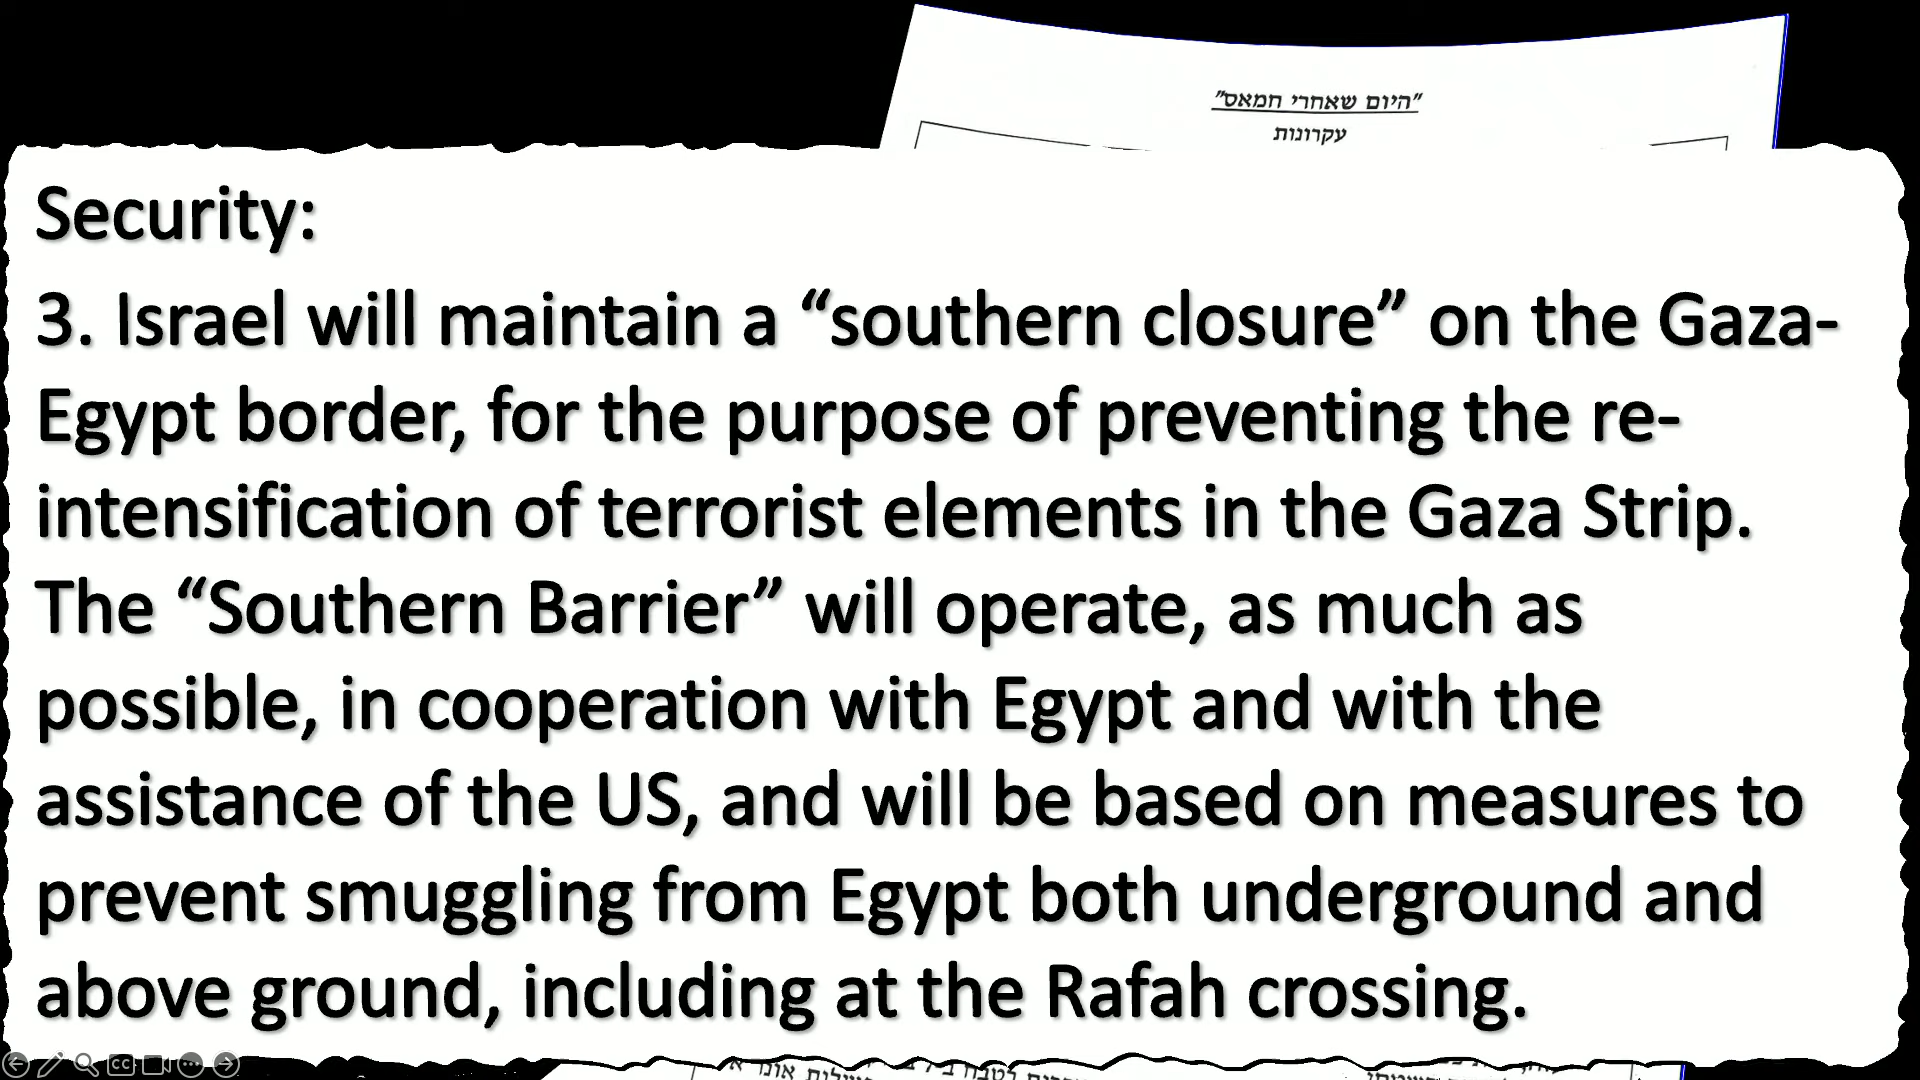 "היום שאחרי חמאס"
עקרונות
Security:
3. Israel will maintain a “southern closure” on the Gaza-
Egypt border, for the purpose of preventing the re-
intensification of terrorist elements in the Gaza Strip.
The “Southern Barrier” will operate, as much as
possible, in cooperation with Egypt and with the
assistance of the US, and will be based on measures to
prevent smuggling from Egypt both underground and
above ground, including at the Rafah crossing.
CC